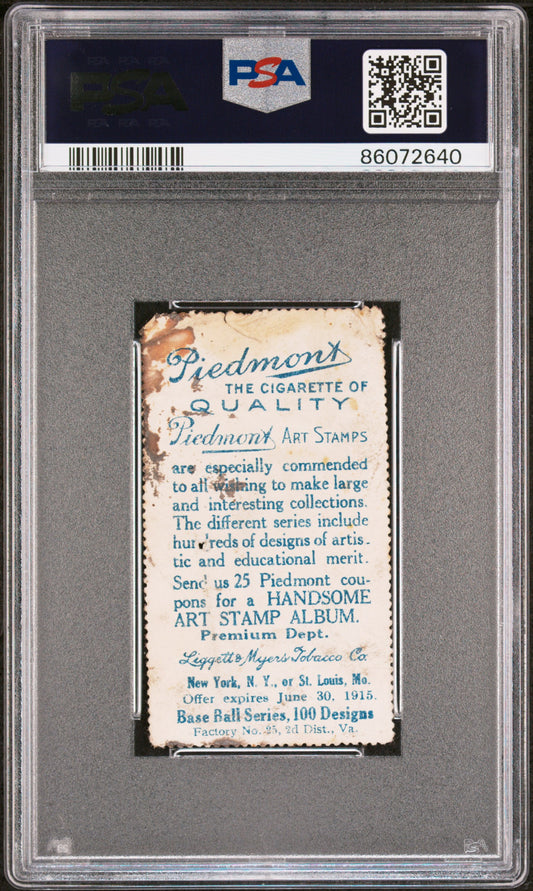 PSA
PSA
86072640
Piedmont
THE CIGARETTE OF
QUALITY
Piedmont ART STAMPS
are especially commended
to all wishing to make large
and interesting collections.
The different series include
hundreds of designs of artis-
tic and educational merit.
Send us 25 Piedmont cou-
pons for a HANDSOME
ART STAMP ALBUM.
Premium Dept.
Liggett & Myers Tobacco Co.
New York, N. Y., or St. Louis, Mo.
Offer expires June 30, 1915.
Base Ball Series, 100 Designs
Factory No. 25, 2d Dist., Va.